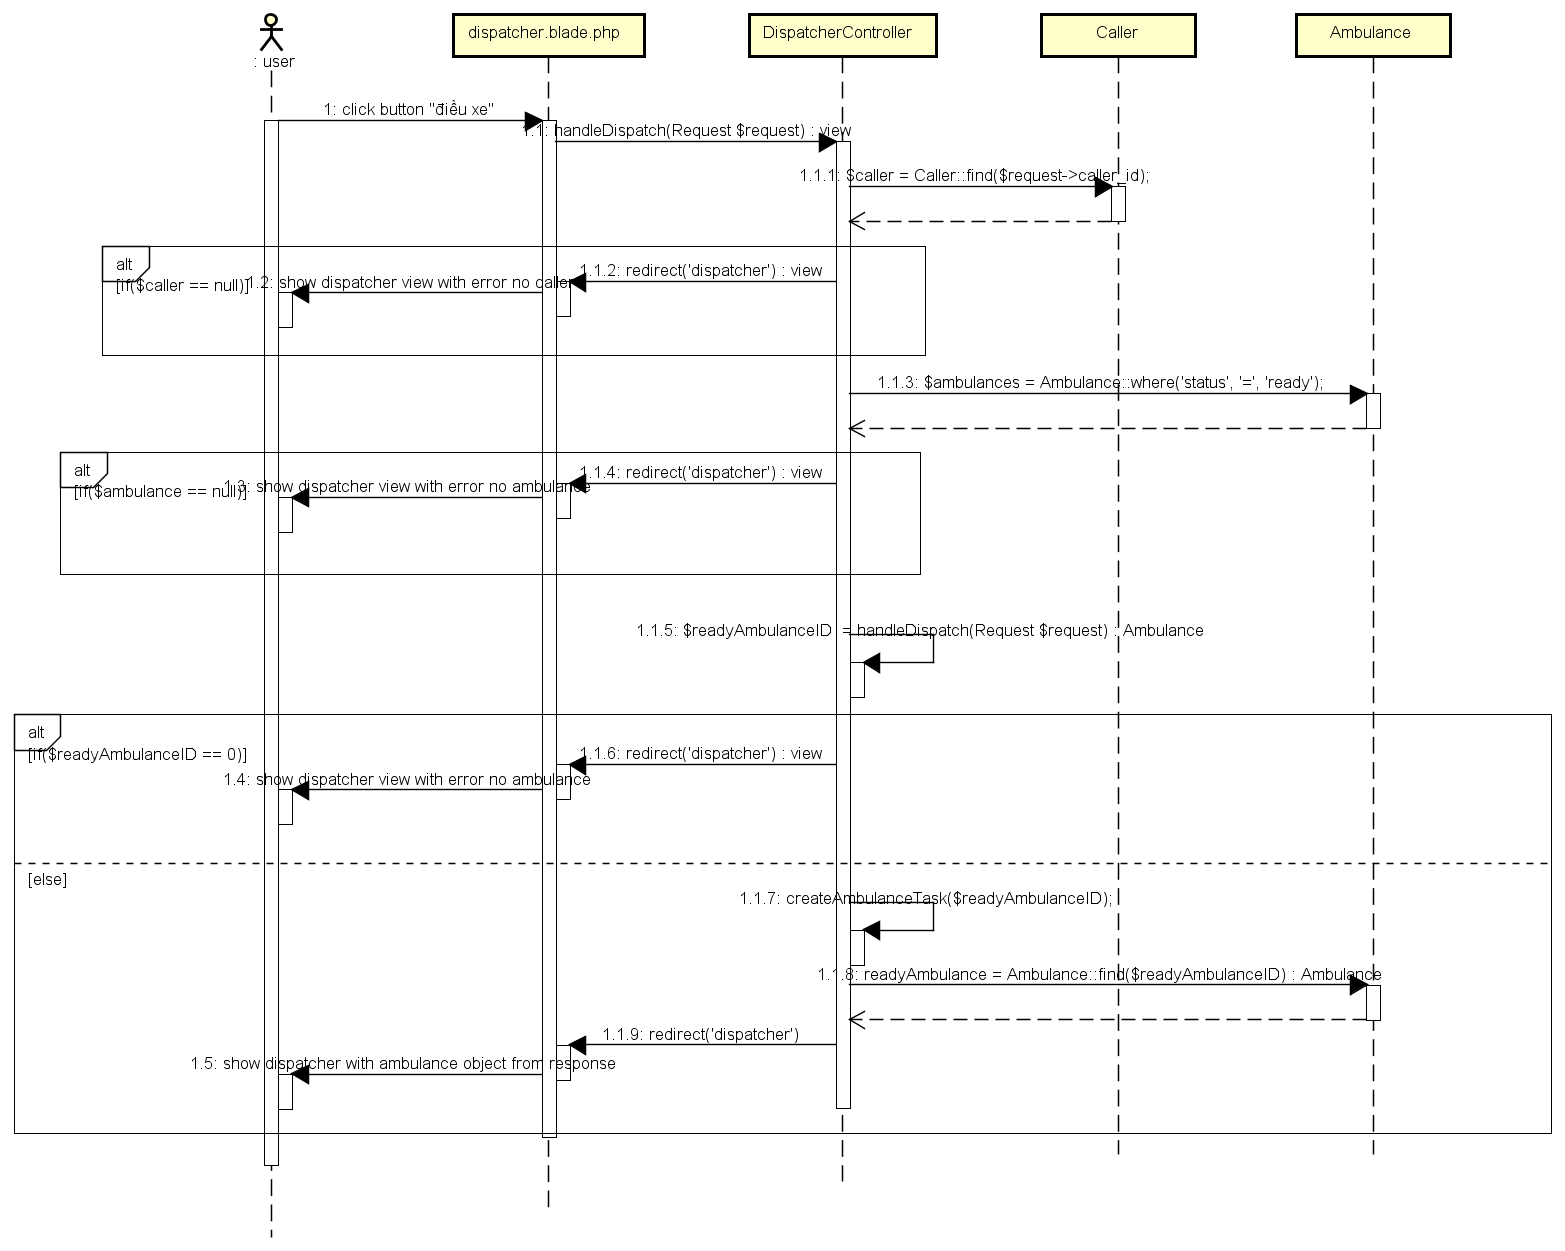 : user
dispatcher.blade.php
DispatcherController
Caller
Ambulance
1: click button "điều xe"
1.1: handleDispatch(Request $request) : view
1.1.1: $caller = Caller::find($request->caller_id);
alt
[if($caller == null)]
1.1.2: redirect('dispatcher') : view
1.2: show dispatcher view with error no caller
1.1.3: $ambulances = Ambulance::where('status', '=', 'ready');
alt
[if($ambulance == null)]
1.1.4: redirect('dispatcher') : view
1.3: show dispatcher view with error no ambulance
1.1.5: $readyAmbulanceID = handleDispatch(Request $request) : Ambulance
alt
[if($readyAmbulanceID == 0)]
1.1.6: redirect('dispatcher') : view
1.4: show dispatcher view with error no ambulance
[else]
1.1.7: createAmbulanceTask($readyAmbulanceID);
1.1.8: readyAmbulance = Ambulance::find($readyAmbulanceID) : Ambulance
1.1.9: redirect('dispatcher')
1.5: show dispatcher with ambulance object from response